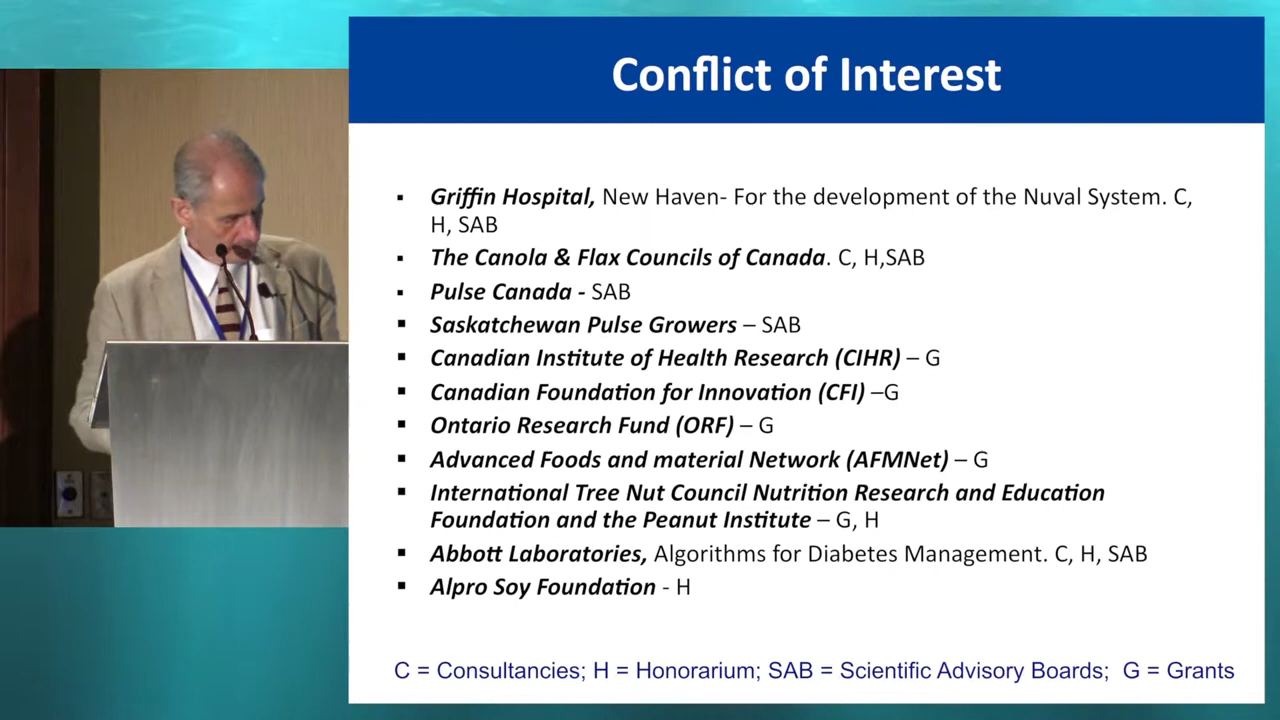 Conflict of Interest
▪ Griffin Hospital, New Haven- For the development of the Nuval System. C,
H, SAB
▪ The Canola & Flax Councils of Canada. C, H,SAB
▪ Pulse Canada - SAB
▪ Saskatchewan Pulse Growers – SAB
▪ Canadian Institute of Health Research (CIHR) – G
▪ Canadian Foundation for Innovation (CFI) –G
▪ Ontario Research Fund (ORF) – G
▪ Advanced Foods and material Network (AFMNet) – G
▪ International Tree Nut Council Nutrition Research and Education
Foundation and the Peanut Institute – G, H
▪ Abbott Laboratories, Algorithms for Diabetes Management. C, H, SAB
▪ Alpro Soy Foundation - H
C = Consultancies; H = Honorarium; SAB = Scientific Advisory Boards; G = Grants